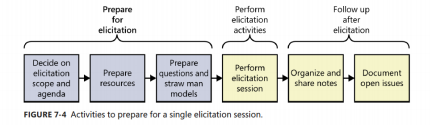 Prepare
for
elicitation
Perform
elicitation
activities
Follow up
after
elicitation
Decide on
elicitation
scope and
agenda
Prepare
resources
Prepare
questions and
straw man
models
Perform
elicitation
session
Organize and
share notes
Document
open issues
FIGURE 7-4 Activities to prepare for a single elicitation session.